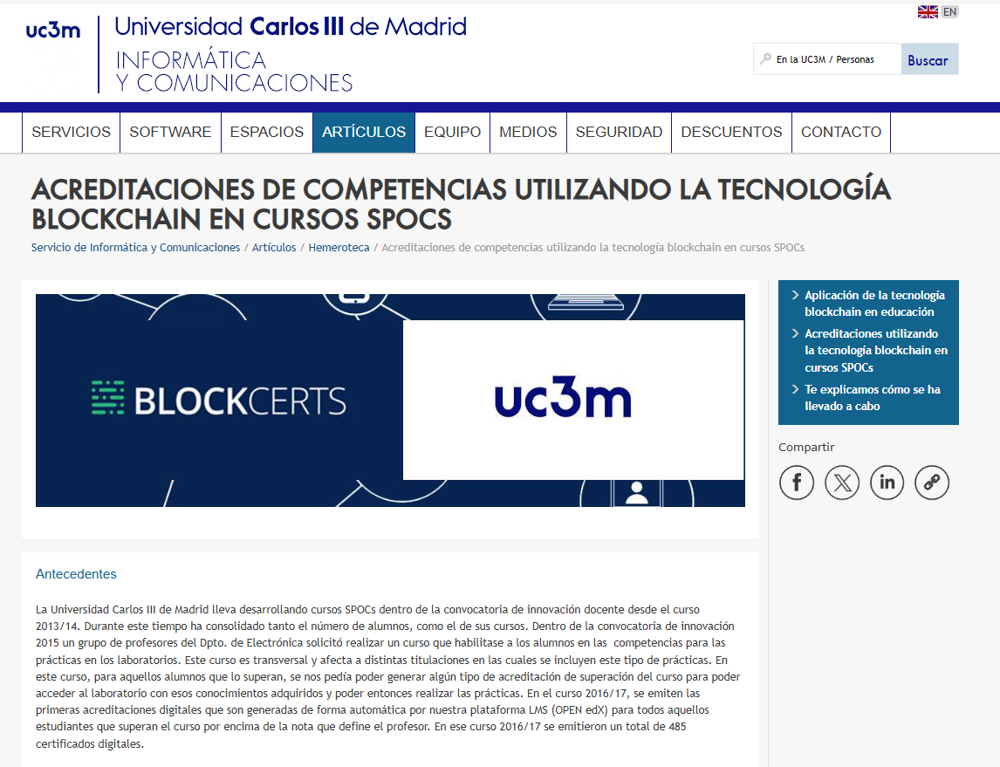 uc3m
Universidad Carlos III de Madrid
INFORMÁTICA
Y COMUNICACIONES
EN
En la UC3M / Personas
Buscar
SERVICIOS SOFTWARE ESPACIOS ARTÍCULOS EQUIPO MEDIOS SEGURIDAD DESCUENTOS CONTACTO
ACREDITACIONES DE COMPETENCIAS UTILIZANDO LA TECNOLOGÍA
BLOCKCHAIN EN CURSOS SPOCS
Servicio de Informática y Comunicaciones / Artículos / Hemeroteca / Acreditaciones de competencias utilizando la tecnología blockchain en cursos SPOCs
BLOCKCERTS
uc3m
Antecedentes
La Universidad Carlos III de Madrid lleva desarrollando cursos SPOCs dentro de la convocatoria de innovación docente desde el curso
2013/14. Durante este tiempo ha consolidado tanto el número de alumnos, como el de sus cursos. Dentro de la convocatoria de innovación
2015 un grupo de profesores del Dpto. de Electrónica solicitó realizar un curso que habilitase a los alumnos en las competencias para las
prácticas en los laboratorios. Este curso es transversal y afecta a distintas titulaciones en las cuales se incluyen este tipo de prácticas. En
este curso, para aquellos alumnos que lo superan, se nos pedía poder generar algún tipo de acreditación de superación del curso para poder
acceder al laboratorio con esos conocimientos adquiridos y poder entonces realizar las prácticas. En el curso 2016/17, se emiten las
primeras acreditaciones digitales que son generadas de forma automática por nuestra plataforma LMS (OPEN edX) para todos aquellos
estudiantes que superan el curso por encima de la nota que define el profesor. En ese curso 2016/17 se emitieron un total de 485
certificados digitales.
Aplicación de la tecnología
blockchain en educación
Acreditaciones utilizando
la tecnología blockchain en
cursos SPOCs
Te explicamos cómo se ha
llevado a cabo
Compartir